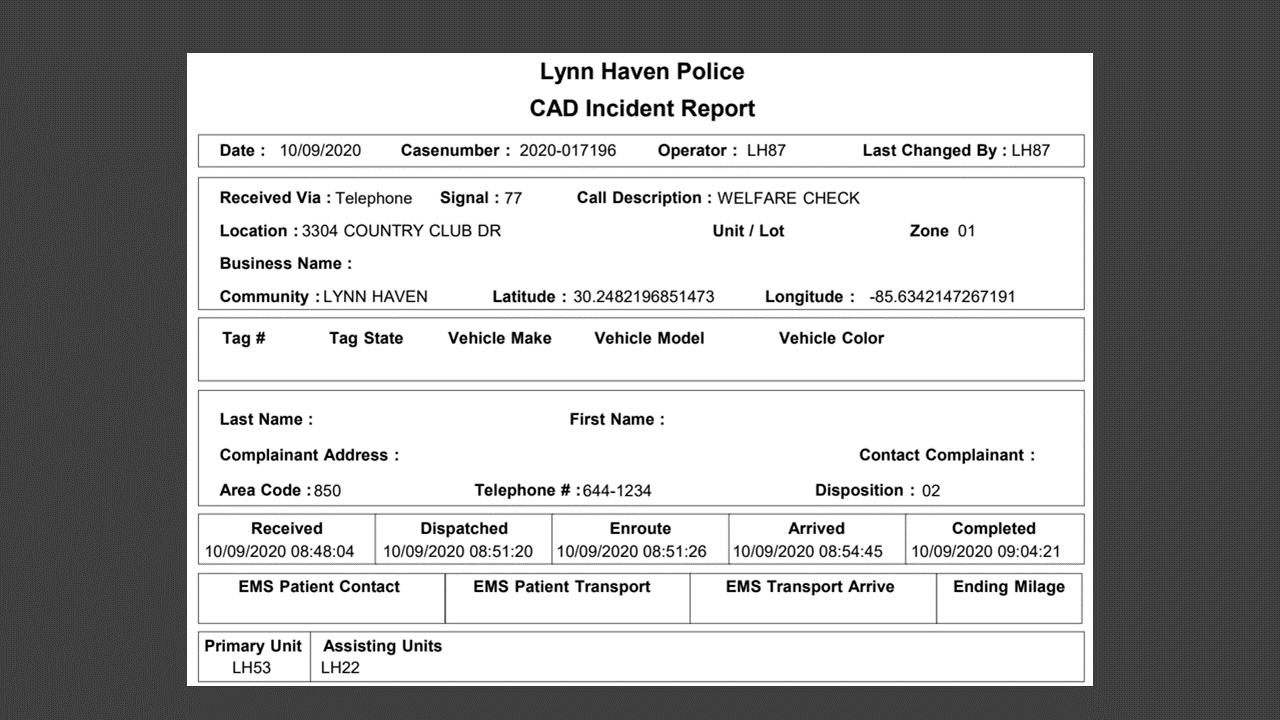 Lynn Haven Police
CAD Incident Report
Date : 10/09/2020 Casenumber : 2020-017196 Operator : LH87 Last Changed By : LH87
Received Via : Telephone Signal : 77 Call Description : WELFARE CHECK
Location : 3304 COUNTRY CLUB DR Unit / Lot Zone 01
Business Name :
Community : LYNN HAVEN Latitude : 30.2482196851473 Longitude : -85.6342147267191
Tag # Tag State Vehicle Make Vehicle Model Vehicle Color
Last Name : First Name :
Complainant Address : Contact Complainant :
Area Code : 850 Telephone # : 644-1234 Disposition : 02
Received Dispatched Enroute Arrived Completed
10/09/2020 08:48:04 10/09/2020 08:51:20 10/09/2020 08:51:26 10/09/2020 08:54:45 10/09/2020 09:04:21
EMS Patient Contact EMS Patient Transport EMS Transport Arrive Ending Milage
Primary Unit Assisting Units
LH53 LH22